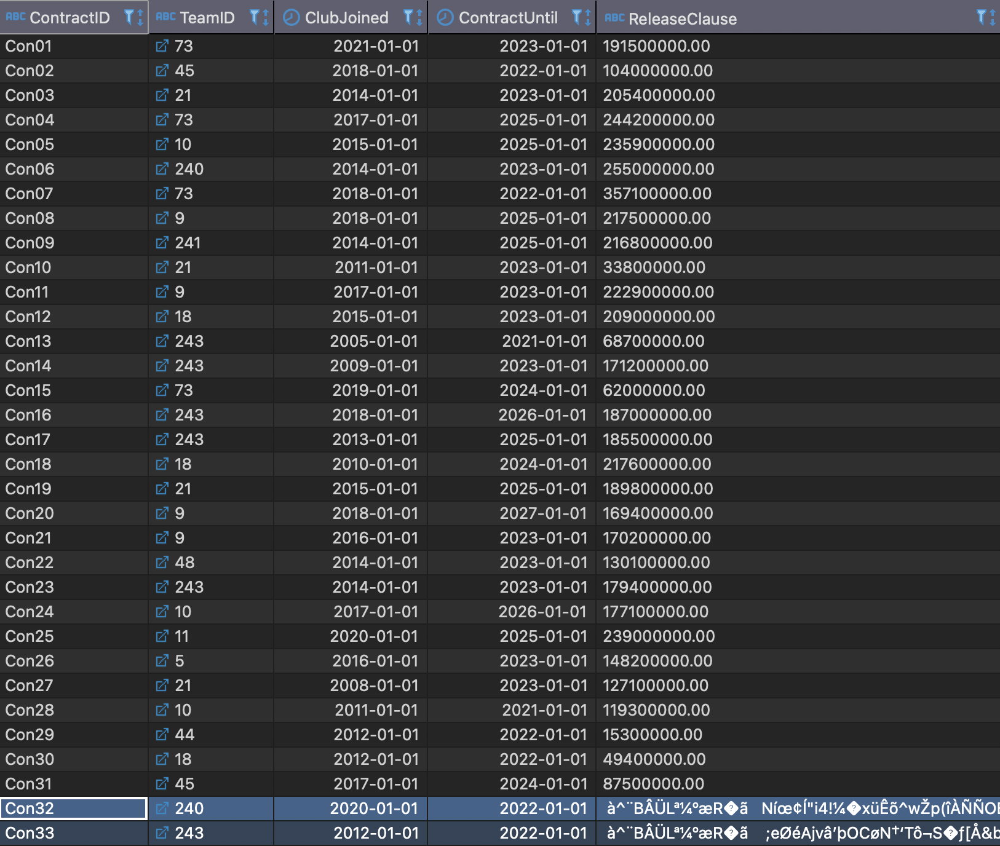 ABC ContractID ABC TeamID ClubJoined ContractUntil ABC ReleaseClause
Con01 73 2021-01-01 2023-01-01 191500000.00
Con02 45 2018-01-01 2022-01-01 104000000.00
Con03 21 2014-01-01 2023-01-01 205400000.00
Con04 73 2017-01-01 2025-01-01 244200000.00
Con05 10 2015-01-01 2025-01-01 235900000.00
Con06 240 2014-01-01 2023-01-01 255000000.00
Con07 73 2018-01-01 2022-01-01 357100000.00
Con08 9 2018-01-01 2025-01-01 217500000.00
Con09 241 2014-01-01 2025-01-01 216800000.00
Con10 21 2011-01-01 2023-01-01 33800000.00
Con11 9 2017-01-01 2023-01-01 222900000.00
Con12 18 2015-01-01 2023-01-01 209000000.00
Con13 243 2005-01-01 2021-01-01 68700000.00
Con14 243 2009-01-01 2023-01-01 171200000.00
Con15 73 2019-01-01 2024-01-01 62000000.00
Con16 243 2018-01-01 2026-01-01 187000000.00
Con17 243 2013-01-01 2025-01-01 185500000.00
Con18 18 2010-01-01 2024-01-01 217600000.00
Con19 21 2015-01-01 2025-01-01 189800000.00
Con20 9 2018-01-01 2027-01-01 169400000.00
Con21 9 2016-01-01 2023-01-01 170200000.00
Con22 48 2014-01-01 2023-01-01 130100000.00
Con23 243 2014-01-01 2023-01-01 179400000.00
Con24 10 2017-01-01 2026-01-01 177100000.00
Con25 11 2020-01-01 2025-01-01 239000000.00
Con26 5 2016-01-01 2023-01-01 148200000.00
Con27 21 2008-01-01 2023-01-01 127100000.00
Con28 10 2011-01-01 2021-01-01 119300000.00
Con29 44 2012-01-01 2022-01-01 15300000.00
Con30 18 2012-01-01 2022-01-01 49400000.00
Con31 45 2017-01-01 2024-01-01 87500000.00
Con32 240 2020-01-01 2022-01-01 à^¨BÂÜLª¼ºæR�ã Níœ¢Í"i4!¼�xüÊõ^wŽp(îÀÑÑO
Con33 243 2012-01-01 2022-01-01 à^¨BÂÜLª¼ºæR�ã ;eØéAjvâ’þOCøN†‘Tô¬S�ƒ[Å&b